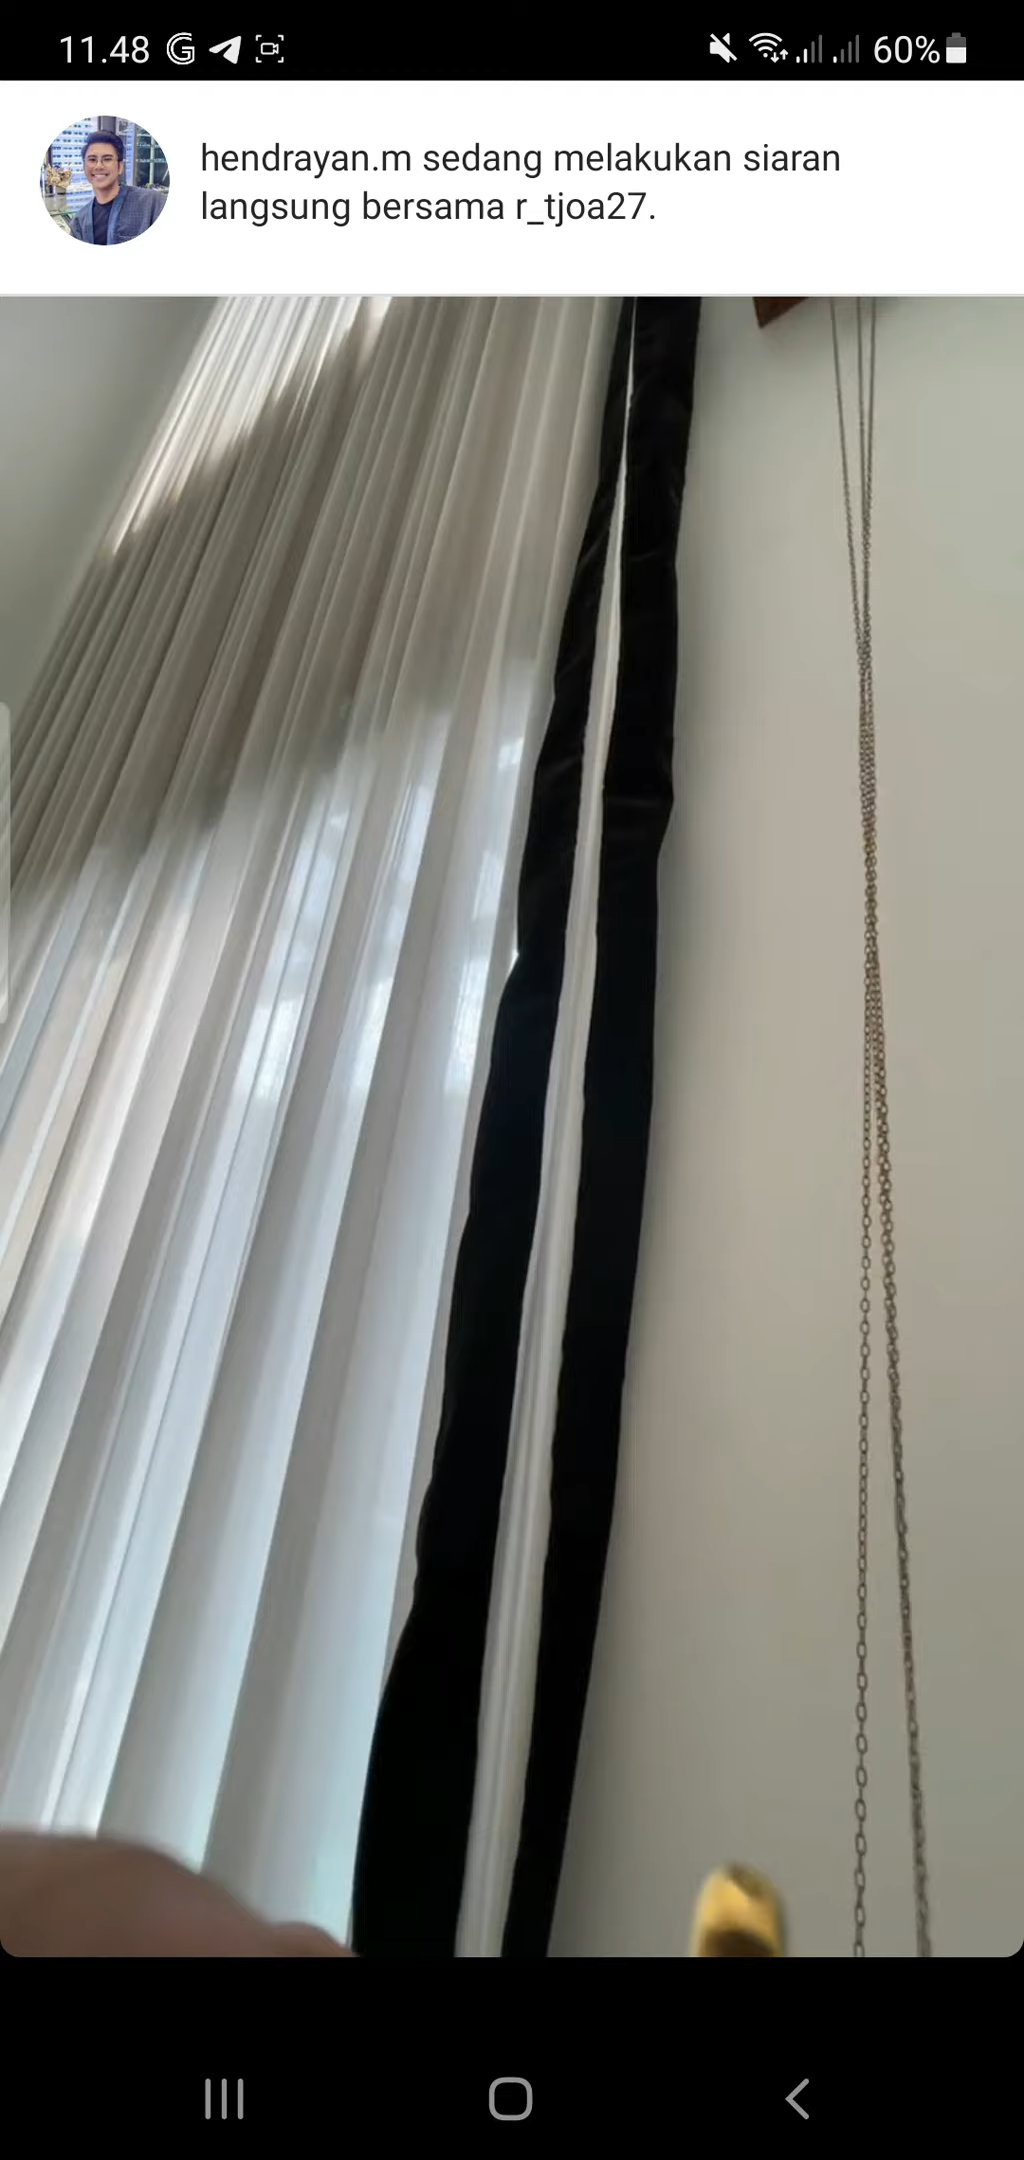 11.48
60%
hendrayan.m sedang melakukan siaran
langsung bersama r_tjoa27.